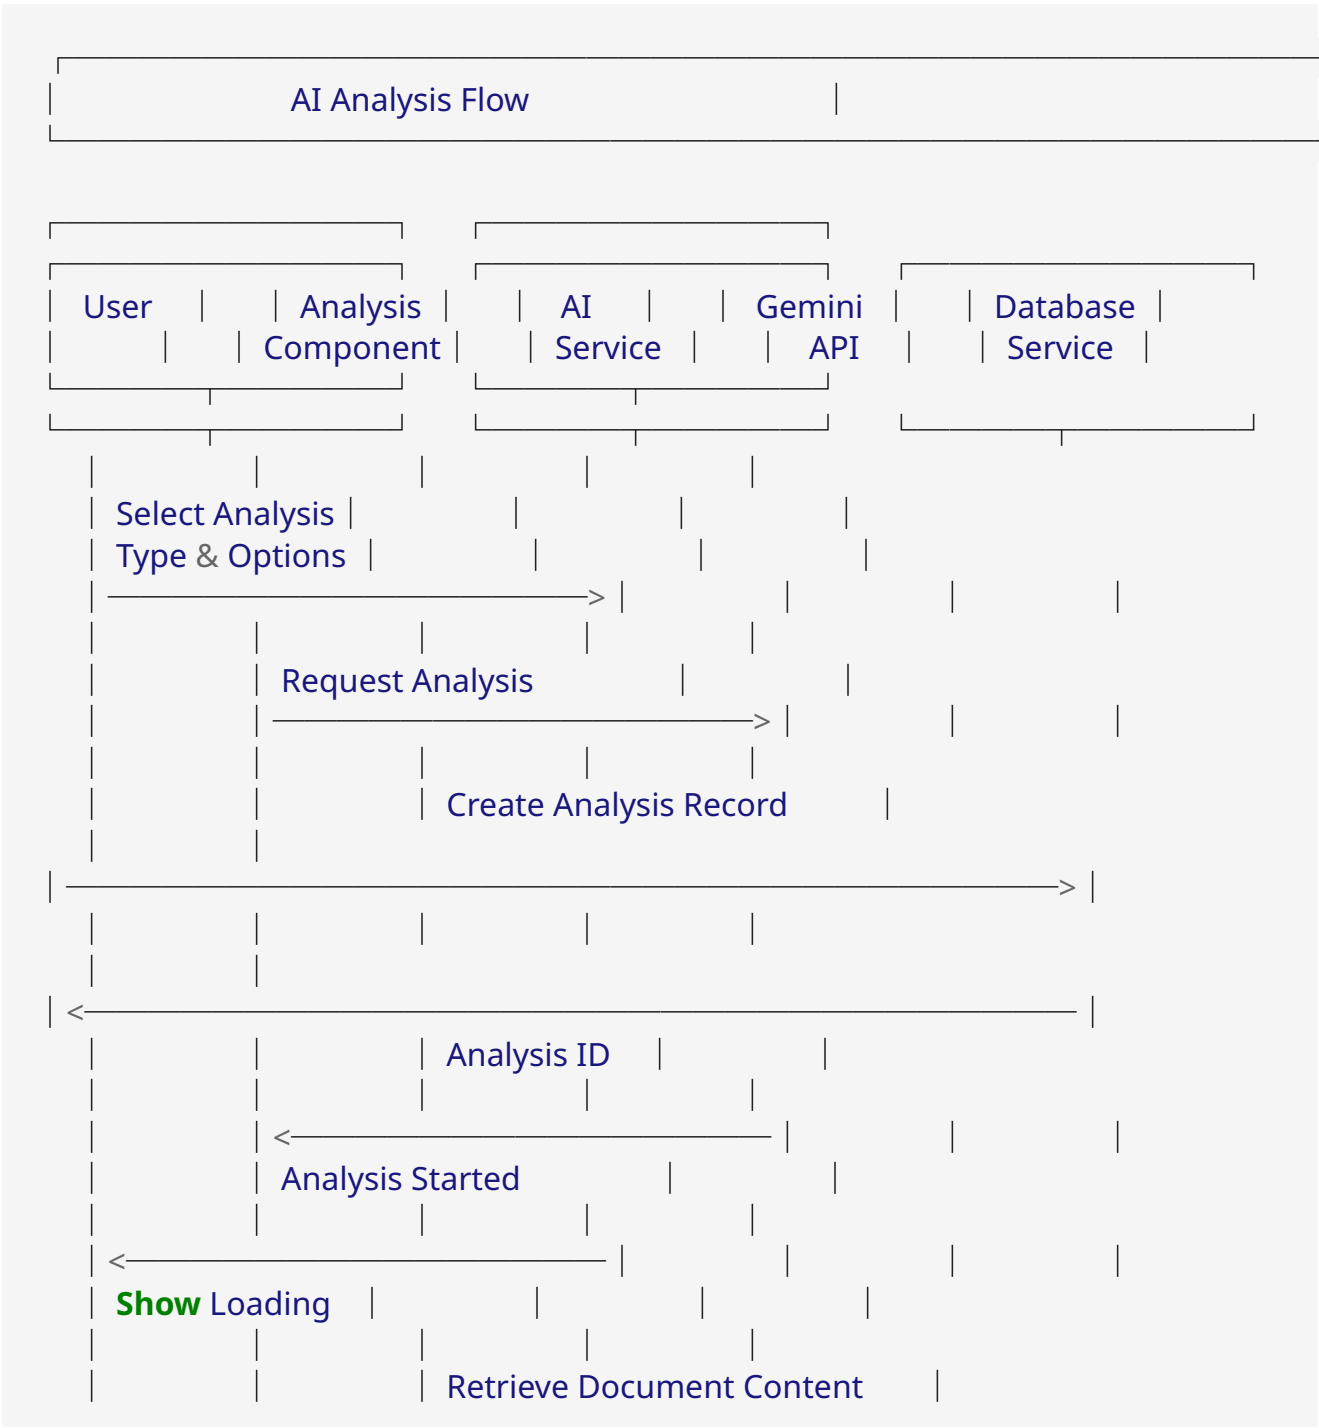 AI Analysis Flow
User Analysis AI Gemini Database
Component Service API Service
Select Analysis
Type & Options
Request Analysis
Create Analysis Record
Analysis ID
Analysis Started
Show Loading
Retrieve Document Content